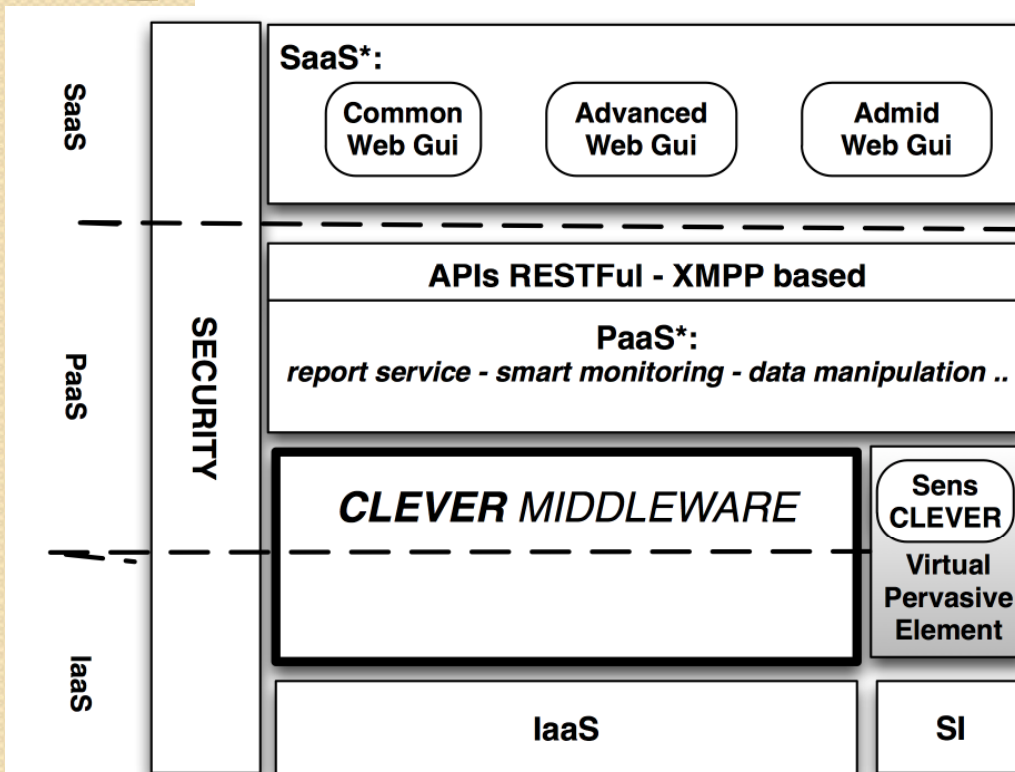 SaaS
SaaS*:
Common
Web Gui
Advanced
Web Gui
Admid
Web Gui
SECURITY
PaaS
APIs RESTFul - XMPP based
PaaS*:
report service - smart monitoring - data manipulation ..
CLEVER MIDDLEWARE
Sens
CLEVER
Virtual
Pervasive
Element
IaaS
IaaS
SI